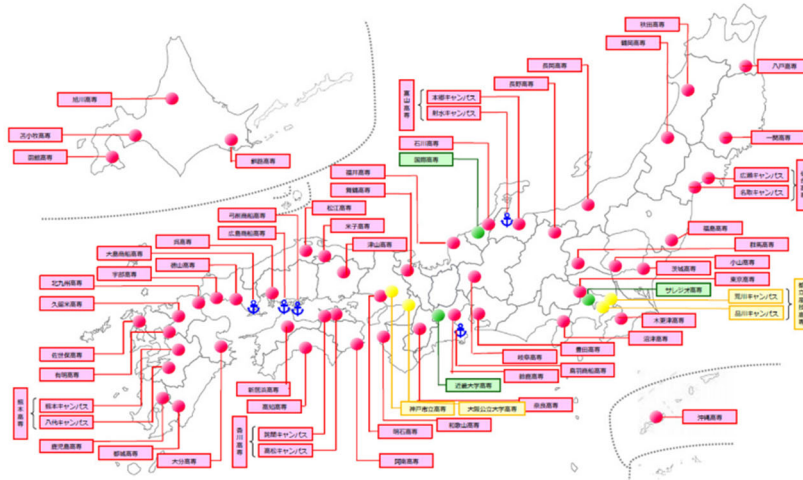 秋田高専
鶴岡高専
八戸高専
長岡高専
長野高専
旭川高専
富山高専
本郷キャンパス
射水キャンパス
苫小牧高専
一関高専
函館高専
釧路高専
石川高専
国際高専
福井高専
舞鶴高専
広瀬キャンパス
名取キャンパス
松江高専
弓削商船高専
米子高専
広島商船高専
呉高専
津山高専
大島商船高専
徳山高専
宇部高専
北九州高専
久留米高専
福島高専
群馬高専
小山高専
茨城高専
東京高専
サレジオ高専
荒川キャンパス
品川キャンパス
木更津高専
沼津高専
佐世保高専
有明高専
熊本高専
熊本キャンパス
八代キャンパス
鹿児島高専
都城高専
大分高専
新居浜高専
高知高専
香川高専
詫間キャンパス
高松キャンパス
阿南高専
明石高専
和歌山高専
神戸市立高専
大阪公立大学高専
奈良高専
近畿大学高専
鈴鹿高専
鳥羽商船高専
岐阜高専
豊田高専
沖縄高専